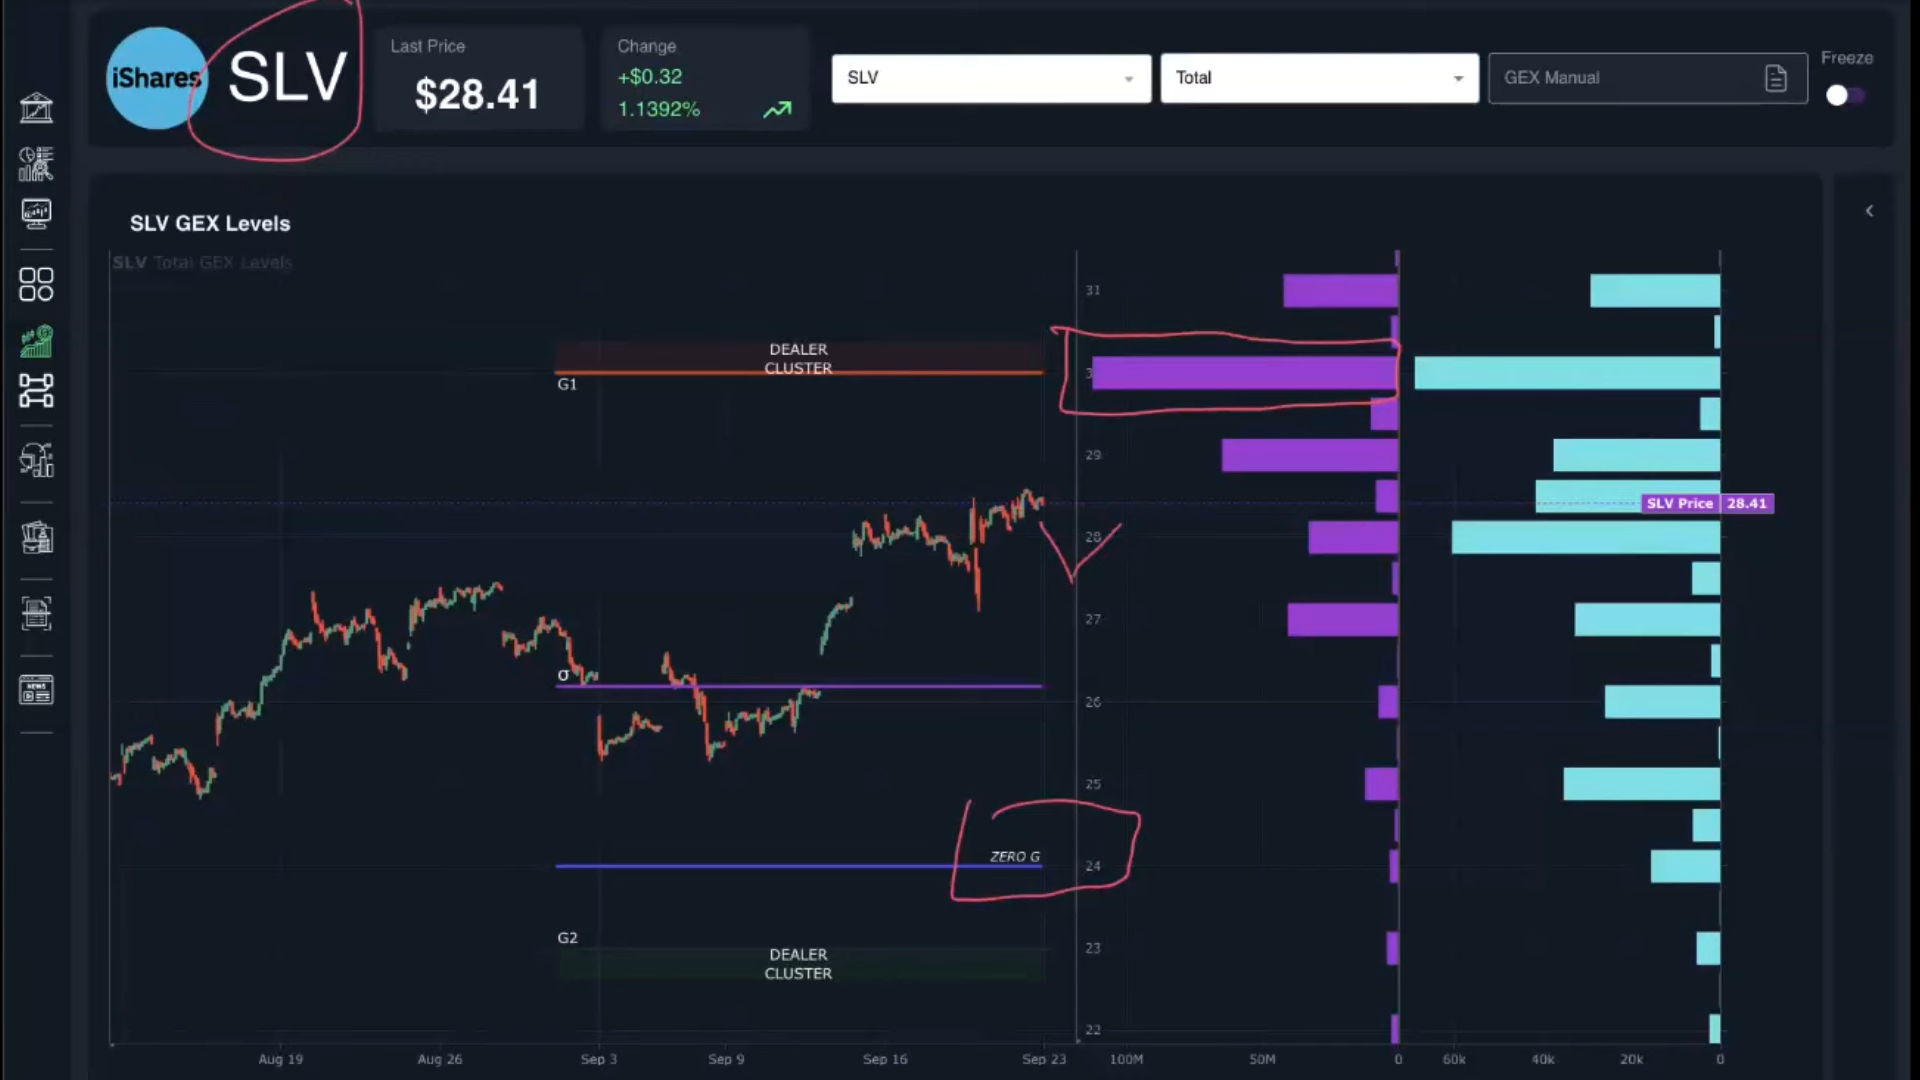 iShares
SLV
Last Price
$28.41
Change
+$0.32
1.1392%
SLV
Total
GEX Manual
Freeze
SLV GEX Levels
SLV Total GEX Levels
31
DEALER
CLUSTER
G1
3
29
SLV Price 28.41
28
27
σ
26
25
ZERO G
24
G2
DEALER
CLUSTER
23
22
NEWS
Aug 19
Aug 26
Sep 3
Sep 9
Sep 16
Sep 23
100M
50M
0
60k
40k
20k
0